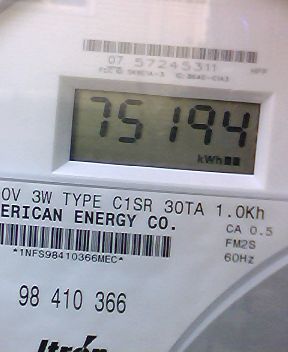 07 57245311
75194
kWh
0V 3W TYPE C1SR 30TA 1.0Kh
ERICAN ENERGY CO.
CA 0.5
FM2S
60Hz
*1NFS98410366MEC*
98 410 366
Itrón